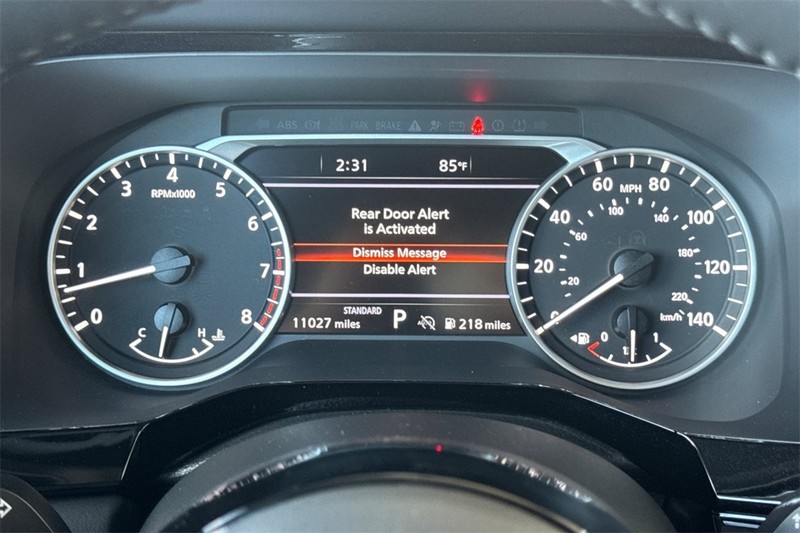 ABS PARK BRAKE
2:31 85°F
Rear Door Alert
is Activated
Dismiss Message
Disable Alert
STANDARD
11027 miles P 218 miles
RPMx1000
0 1 2 3 4 5 6 7 8
C H
MPH
0 20 40 60 80 100 120 140
20 60 100 140 180 220
km/h
0 1